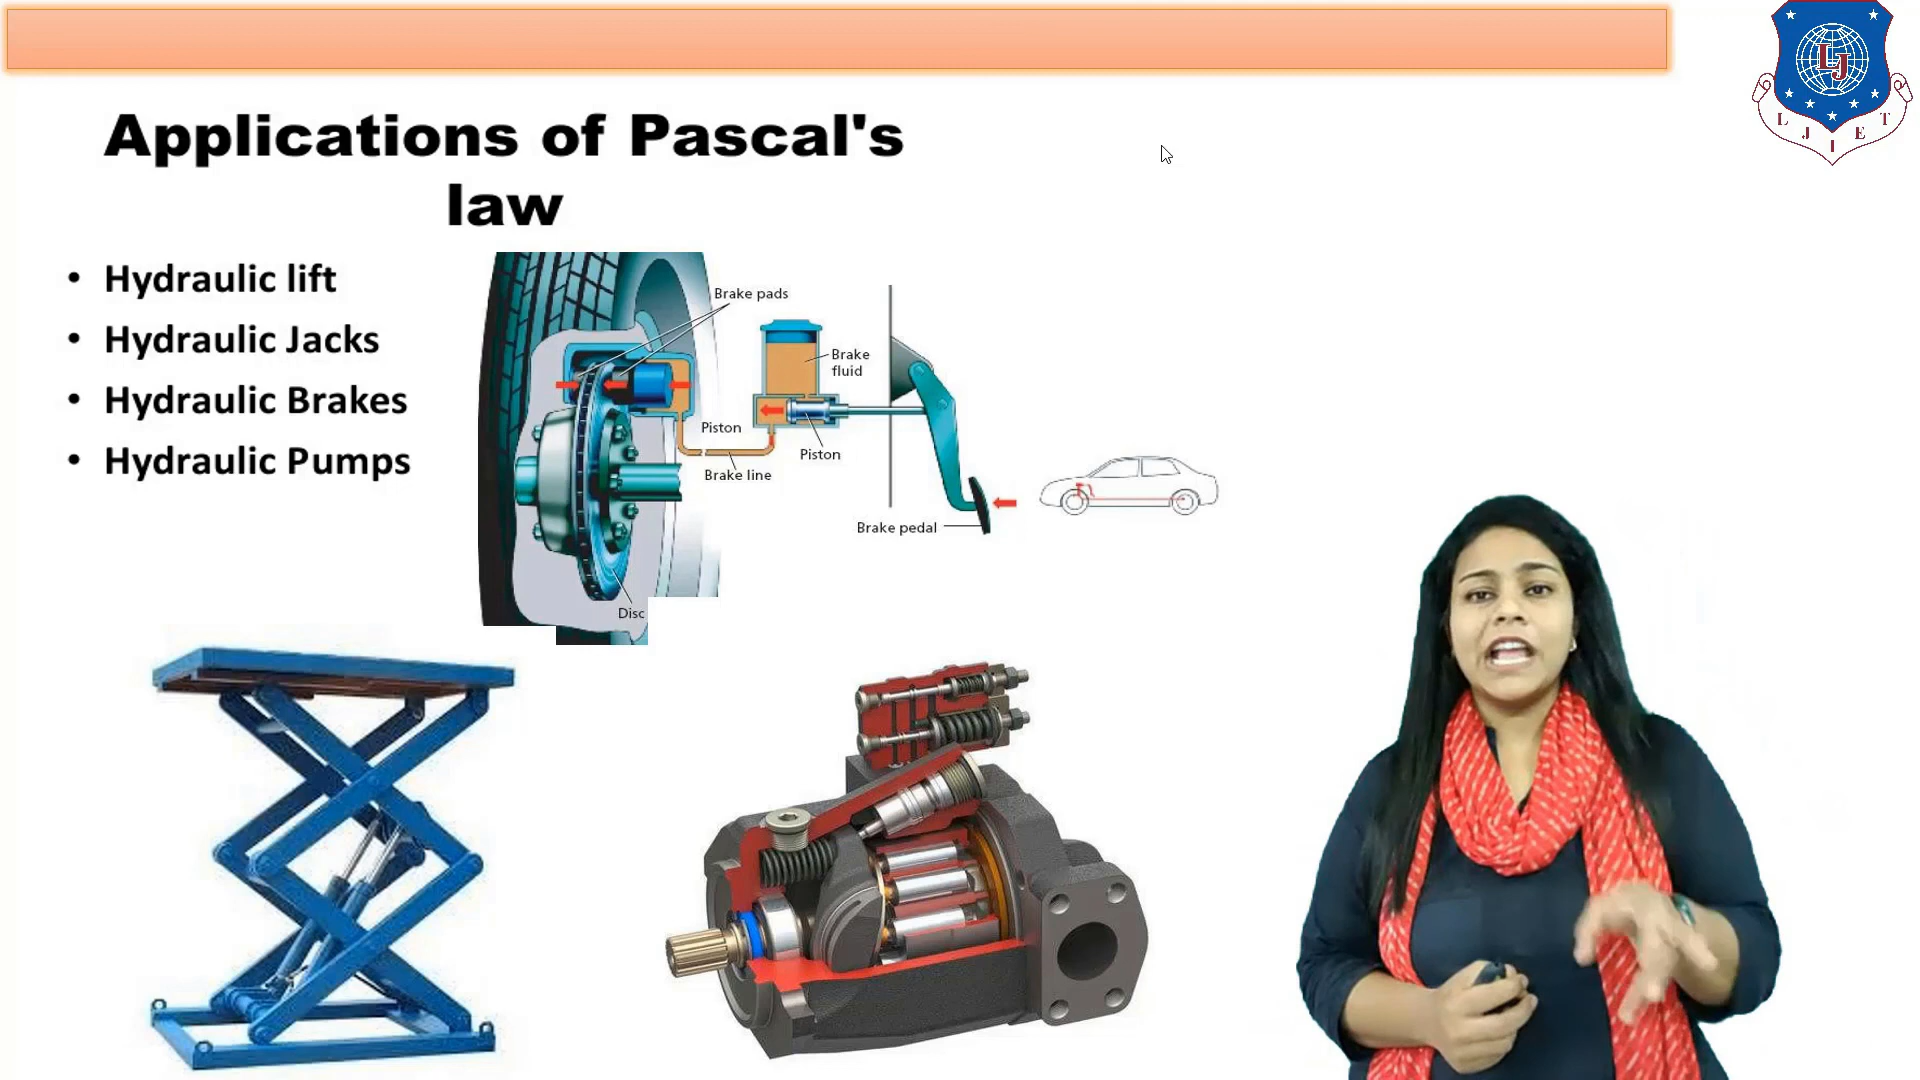 Applications of Pascal's
law
• Hydraulic lift
• Hydraulic Jacks
• Hydraulic Brakes
• Hydraulic Pumps
Brake pads
Brake
fluid
Piston
Piston
Brake line
Brake pedal
Disc
LJ
L J I E T